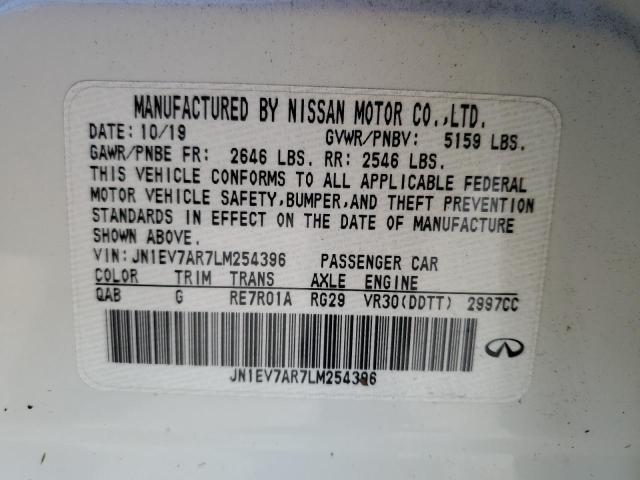 MANUFACTURED BY NISSAN MOTOR CO.,LTD.
DATE: 10/19 GVWR/PNBV: 5159 LBS.
GAWR/PNBE FR: 2646 LBS. RR: 2546 LBS.
THIS VEHICLE CONFORMS TO ALL APPLICABLE FEDERAL
MOTOR VEHICLE SAFETY,BUMPER,AND THEFT PREVENTION
STANDARDS IN EFFECT ON THE DATE OF MANUFACTURE
SHOWN ABOVE.
VIN: JN1EV7AR7LM254396 PASSENGER CAR
COLOR TRIM TRANS AXLE ENGINE
QAB G RE7R01A RG29 VR30(DDTT) 2997CC
JN1EV7AR7LM254396